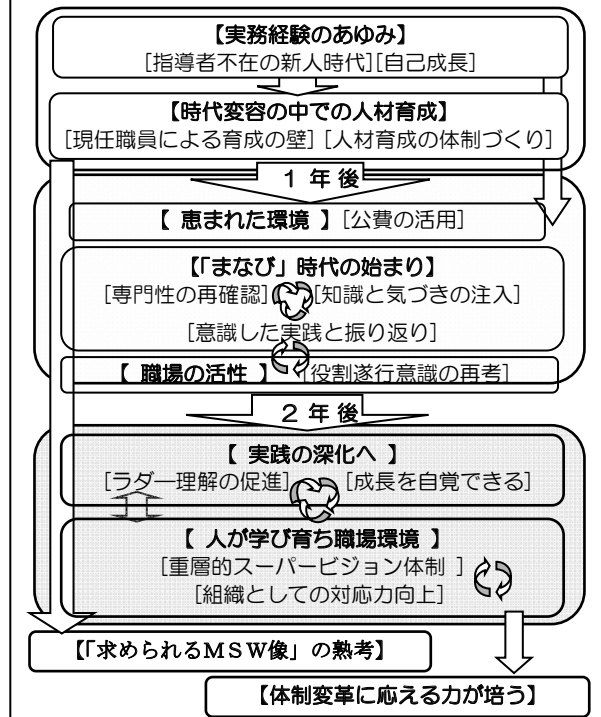 【実務経験のあゆみ】
[指導者不在の新人時代][自己成長]
【時代変容の中での人材育成】
[現任職員による育成の壁] [人材育成の体制づくり]
1 年 後
【 恵まれた環境 】[公費の活用]
【「まなび」時代の始まり】
[専門性の再確認] [知識と気づきの注入]
[意識した実践と振り返り]
【 職場の活性 】 [役割遂行意識の再考]
2 年 後
【 実践の深化へ 】
[ラダー理解の促進] [成長を自覚できる]
【 人が学び育ち職場環境 】
[重層的スーパービジョン体制 ]
[組織としての対応力向上]
【「求められるMSW像」の熟考】
【体制変革に応える力が培う】